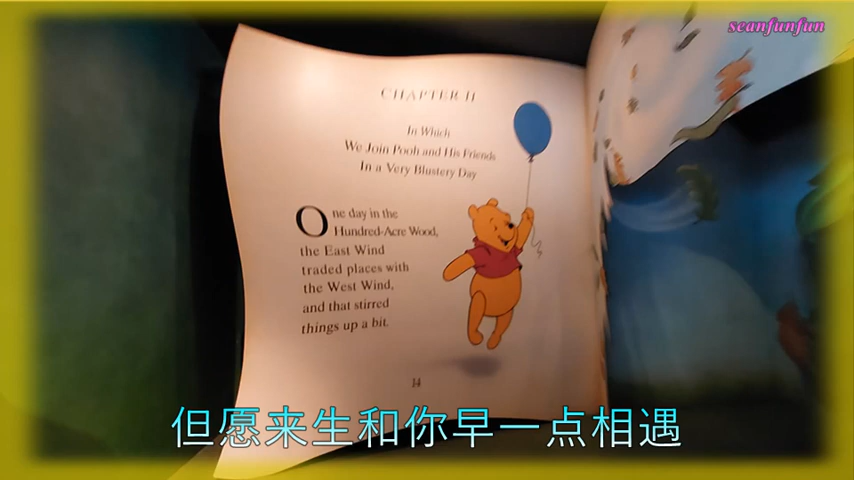 seanfunfun
CHAPTER II
In Which
We Join Pooh and His Friends
In a Very Blustery Day
One day in the
Hundred-Acre Wood,
the East Wind
traded places with
the West Wind,
and that stirred
things up a bit.
14
但愿来生和你早一点相遇